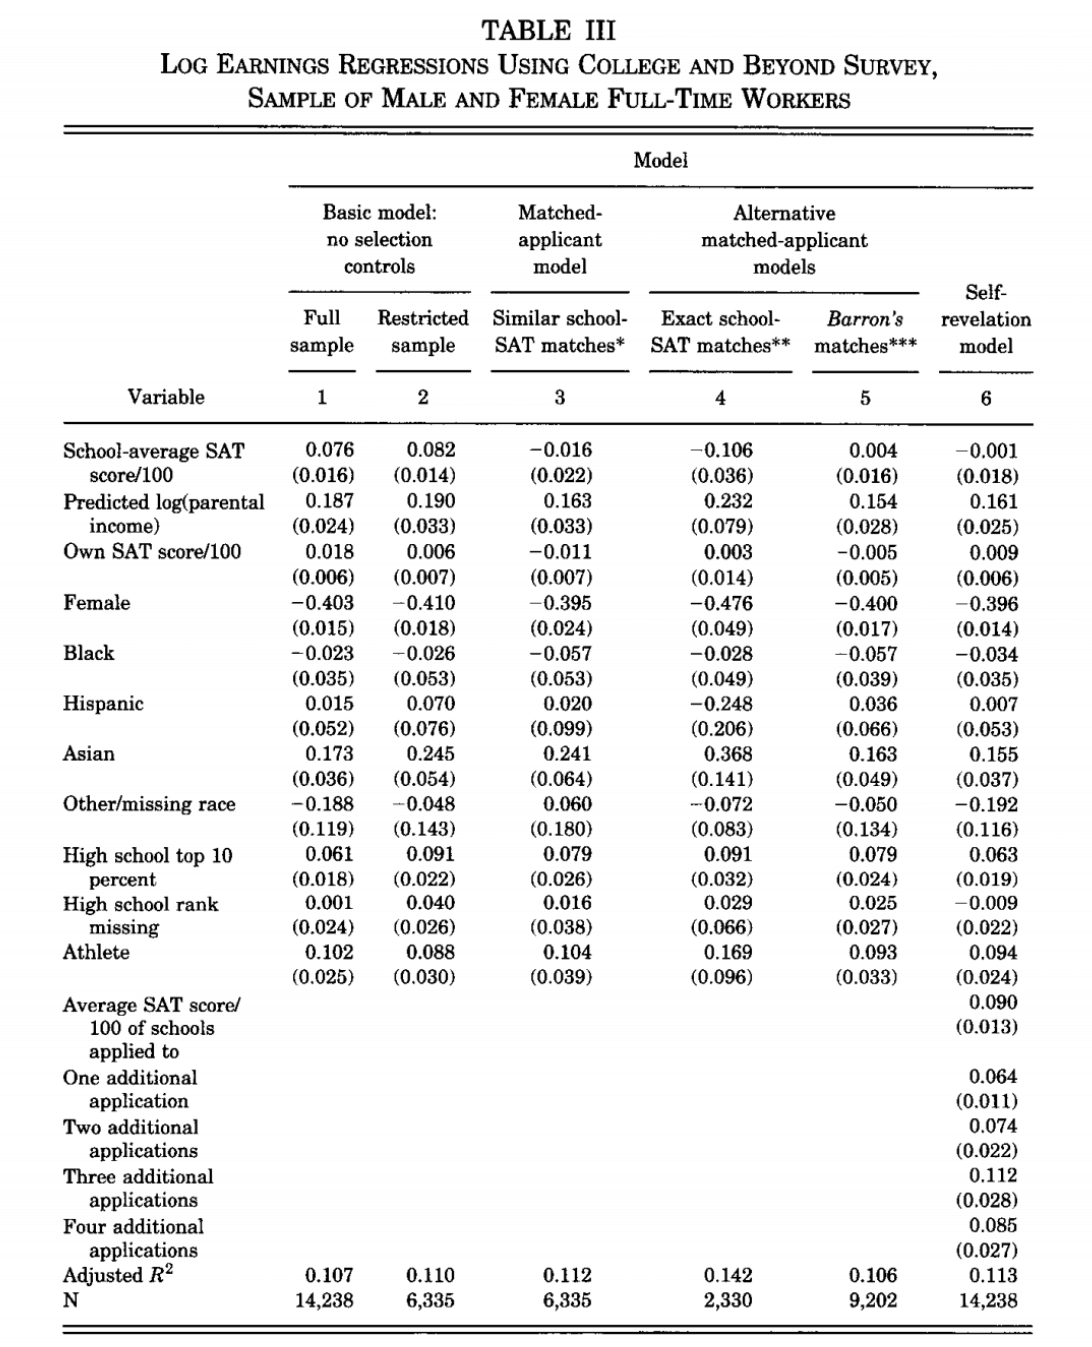 TABLE III
LOG EARNINGS REGRESSIONS USING COLLEGE AND BEYOND SURVEY,
SAMPLE OF MALE AND FEMALE FULL-TIME WORKERS
Model
Basic model: Matched- Alternative
no selection applicant matched-applicant
controls model models
Self-
Full Restricted Similar school- Exact school- Barron's revelation
sample sample SAT matches* SAT matches** matches*** model
Variable 1 2 3 4 5 6
School-average SAT 0.076 0.082 −0.016 −0.106 0.004 −0.001
score/100 (0.016) (0.014) (0.022) (0.036) (0.016) (0.018)
Predicted log(parental 0.187 0.190 0.163 0.232 0.154 0.161
income) (0.024) (0.033) (0.033) (0.079) (0.028) (0.025)
Own SAT score/100 0.018 0.006 −0.011 0.003 −0.005 0.009
(0.006) (0.007) (0.007) (0.014) (0.005) (0.006)
Female −0.403 −0.410 −0.395 −0.476 −0.400 −0.396
(0.015) (0.018) (0.024) (0.049) (0.017) (0.014)
Black −0.023 −0.026 −0.057 −0.028 −0.057 −0.034
(0.035) (0.053) (0.053) (0.049) (0.039) (0.035)
Hispanic 0.015 0.070 0.020 −0.248 0.036 0.007
(0.052) (0.076) (0.099) (0.206) (0.066) (0.053)
Asian 0.173 0.245 0.241 0.368 0.163 0.155
(0.036) (0.054) (0.064) (0.141) (0.049) (0.037)
Other/missing race −0.188 −0.048 0.060 −0.072 −0.050 −0.192
(0.119) (0.143) (0.180) (0.083) (0.134) (0.116)
High school top 10 0.061 0.091 0.079 0.091 0.079 0.063
percent (0.018) (0.022) (0.026) (0.032) (0.024) (0.019)
High school rank 0.001 0.040 0.016 0.029 0.025 −0.009
missing (0.024) (0.026) (0.038) (0.066) (0.027) (0.022)
Athlete 0.102 0.088 0.104 0.169 0.093 0.094
(0.025) (0.030) (0.039) (0.096) (0.033) (0.024)
Average SAT score/ 0.090
100 of schools (0.013)
applied to
One additional 0.064
application (0.011)
Two additional 0.074
applications (0.022)
Three additional 0.112
applications (0.028)
Four additional 0.085
applications (0.027)
Adjusted R² 0.107 0.110 0.112 0.142 0.106 0.113
N 14,238 6,335 6,335 2,330 9,202 14,238